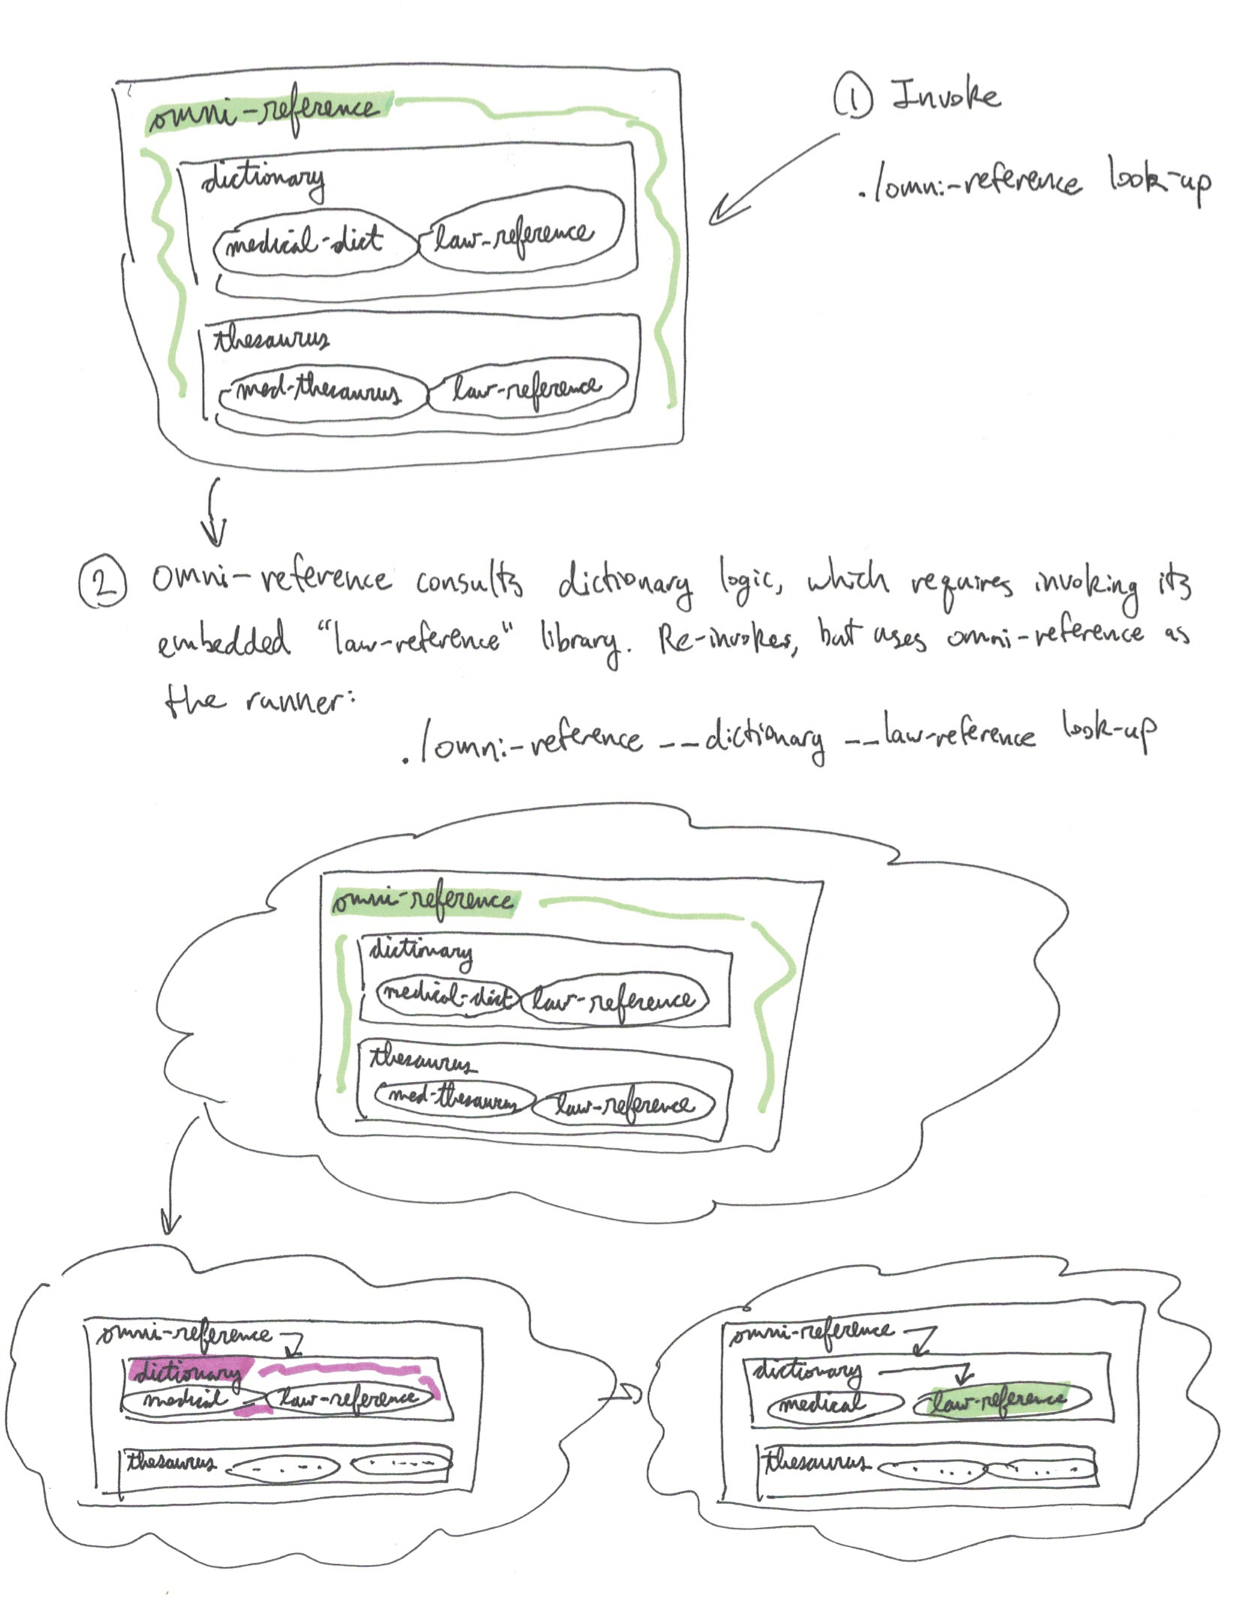 omni-reference
① Invoke
./omni-reference look-up
dictionary
medical-dict law-reference
thesaurus
med-thesaurus law-reference
② omni-reference consults dictionary logic, which requires invoking its
embedded "law-reference" library. Re-invokes, but uses omni-reference as
the runner:
./omni-reference --dictionary --law-reference look-up
omni-reference
dictionary
medical-dict law-reference
thesaurus
med-thesaurus law-reference
omni-reference
dictionary
medical law-reference
thesaurus
omni-reference
dictionary
medical law-reference
thesaurus